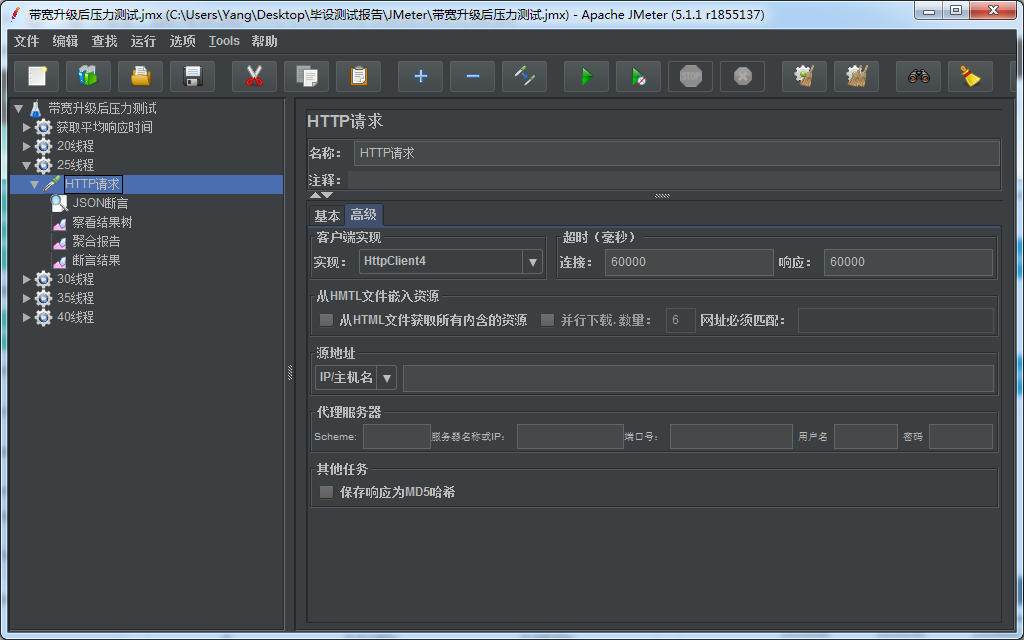 带宽升级后压力测试.jmx (C:\Users\Yang\Desktop\毕设测试报告\JMeter\带宽升级后压力测试.jmx) - Apache JMeter (5.1.1 r1855137)
文件 编辑 查找 运行 选项 Tools 帮助
STOP
带宽升级后压力测试
获取平均响应时间
20线程
25线程
HTTP请求
JSON断言
察看结果树
聚合报告
断言结果
30线程
35线程
40线程
HTTP请求
名称： HTTP请求
注释：
基本 高级
客户端实现 超时（毫秒）
实现： HttpClient4 连接： 60000 响应： 60000
从HMTL文件嵌入资源
从HTML文件获取所有内含的资源 并行下载.数量： 6 网址必须匹配：
源地址
IP/主机名
代理服务器
Scheme: 服务器名称或IP： 端口号： 用户名 密码
其他任务
保存响应为MD5哈希